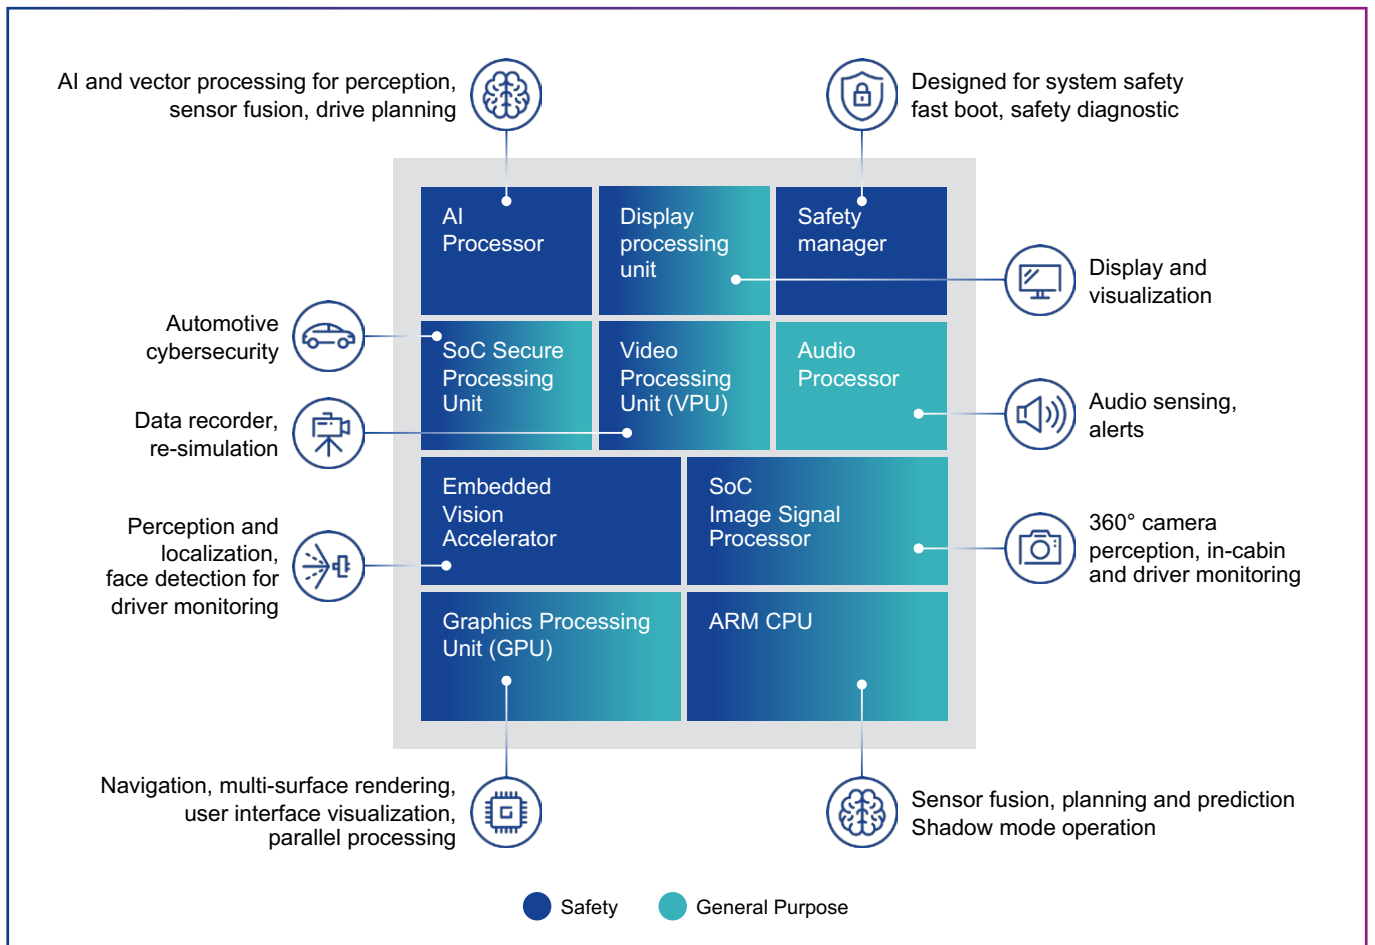 AI and vector processing for perception,
sensor fusion, drive planning
Designed for system safety
fast boot, safety diagnostic
AI
Processor
Display
processing
unit
Safety
manager
Display and
visualization
Automotive
cybersecurity
SoC Secure
Processing
Unit
Video
Processing
Unit (VPU)
Audio
Processor
Data recorder,
re-simulation
Audio sensing,
alerts
Embedded
Vision
Accelerator
SoC
Image Signal
Processor
Perception and
localization,
face detection for
driver monitoring
360° camera
perception, in-cabin
and driver monitoring
Graphics Processing
Unit (GPU)
ARM CPU
Navigation, multi-surface rendering,
user interface visualization,
parallel processing
Sensor fusion, planning and prediction
Shadow mode operation
Safety
General Purpose